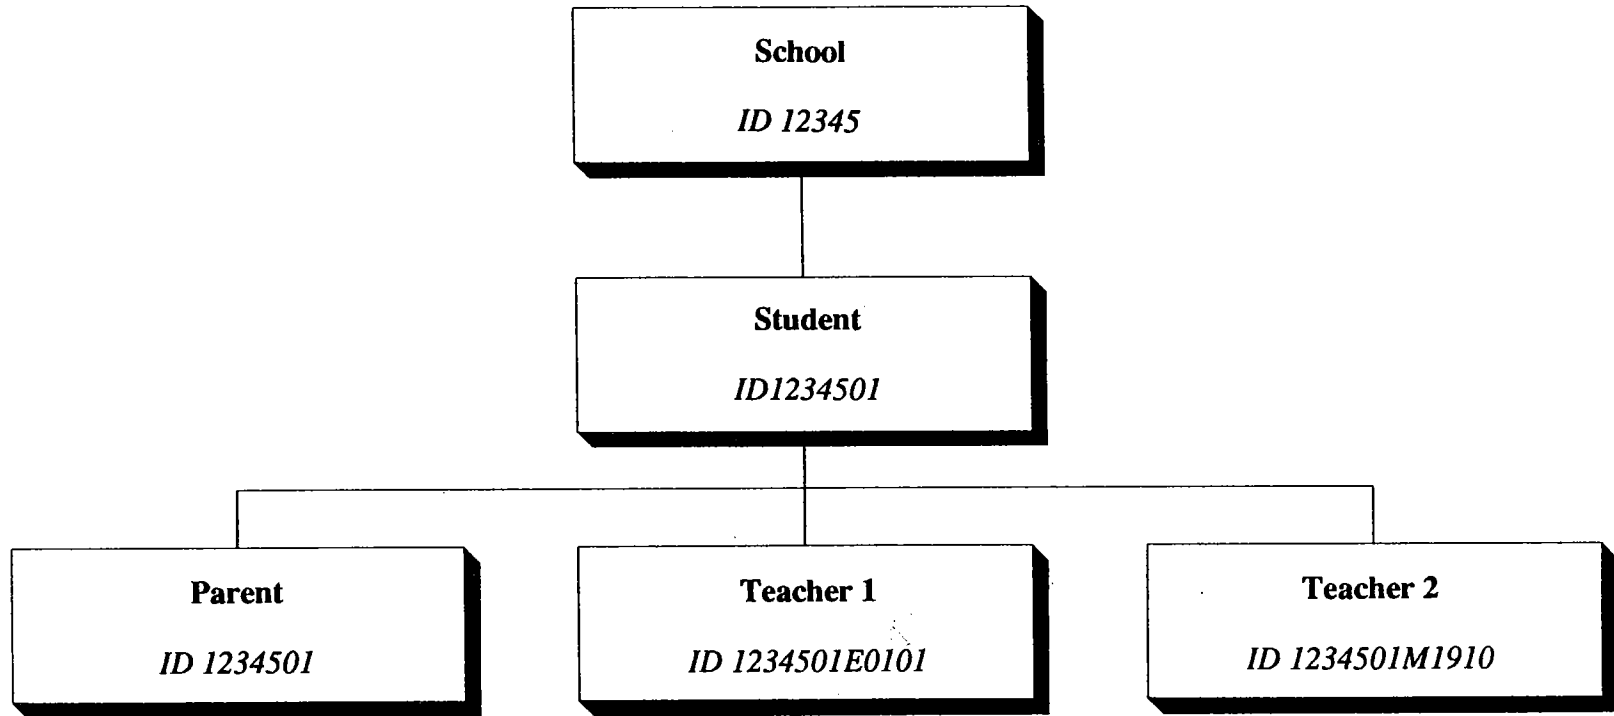 School
ID 12345
Student
ID1234501
Parent
ID 1234501
Teacher 1
ID 1234501E0101
Teacher 2
ID 1234501M1910